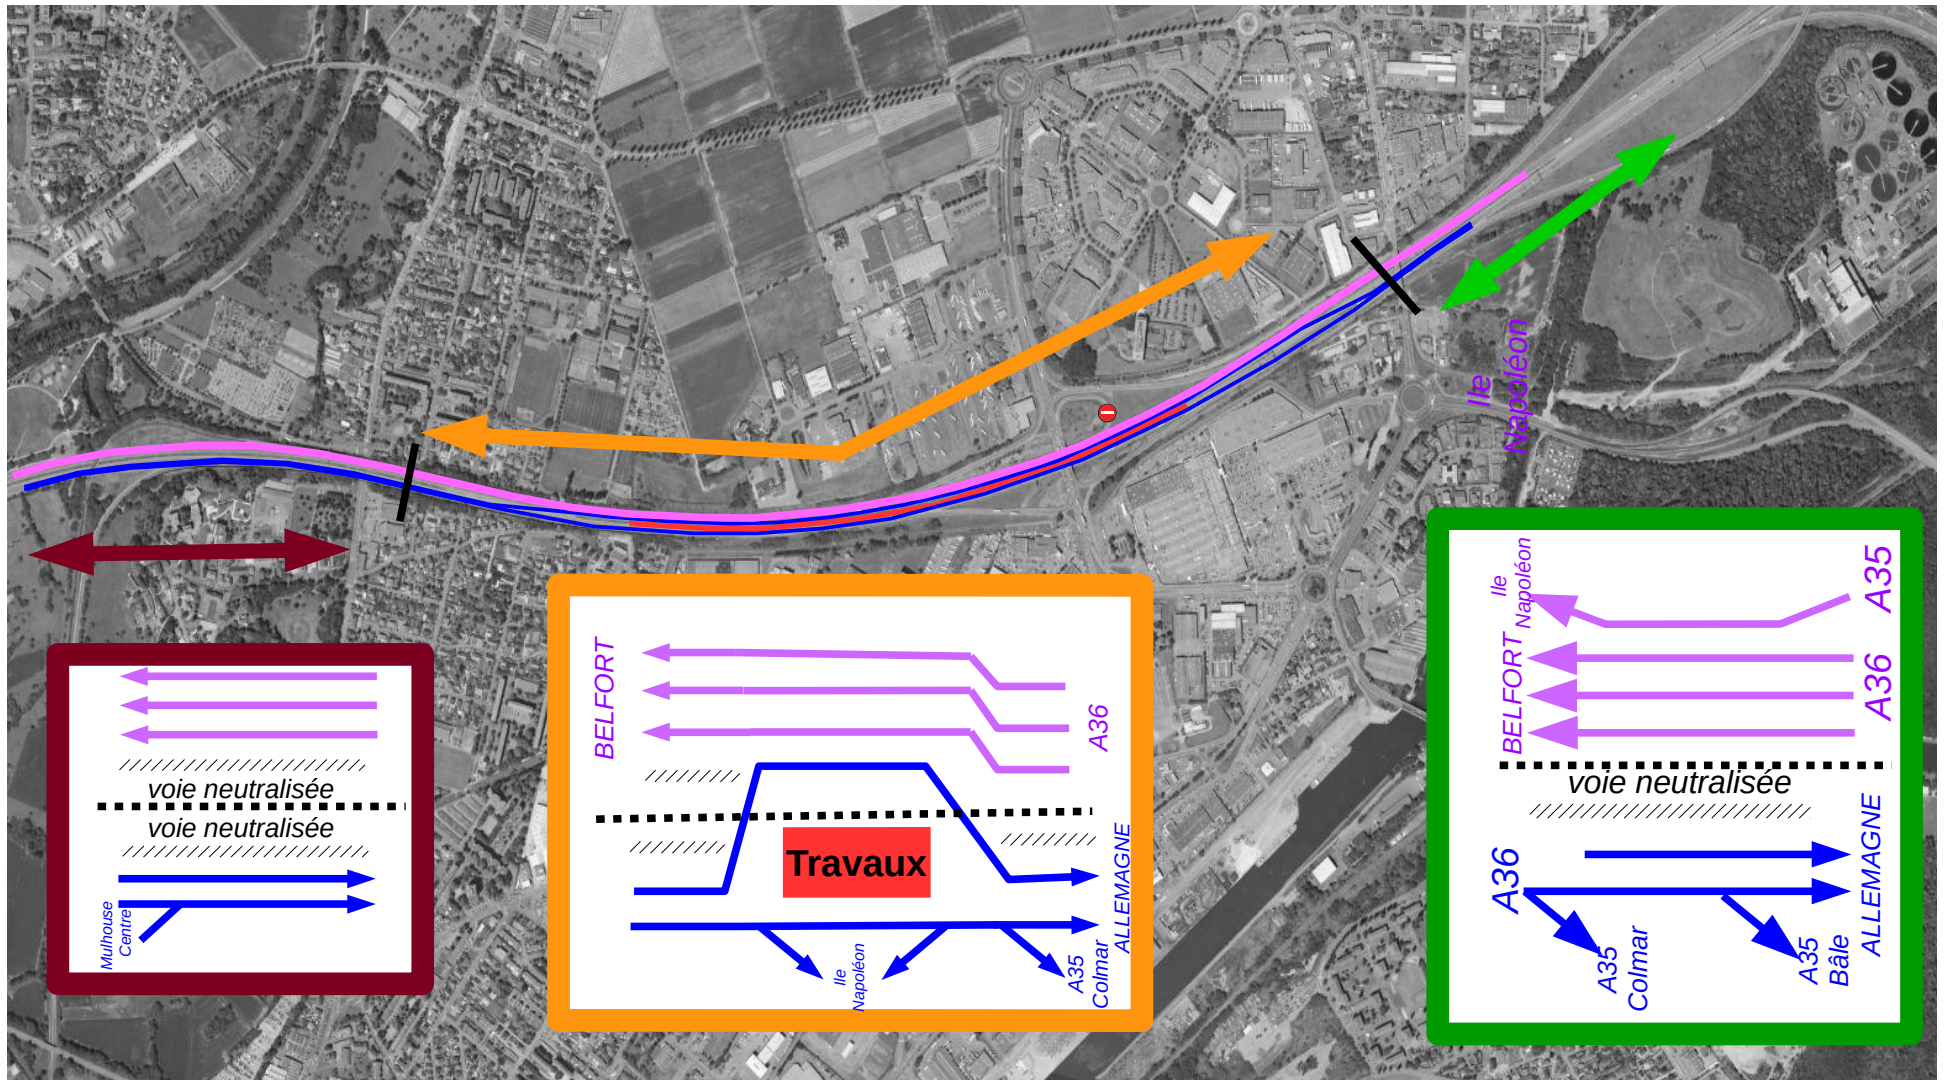 Ile
Napoléon
voie neutralisée
voie neutralisée
Mulhouse
Centre
BELFORT
A36
Travaux
ALLEMAGNE
Ile
Napoléon
A35
Colmar
Ile
Napoléon
A35
BELFORT
A36
voie neutralisée
A36
ALLEMAGNE
A35
Colmar
A35
Bâle